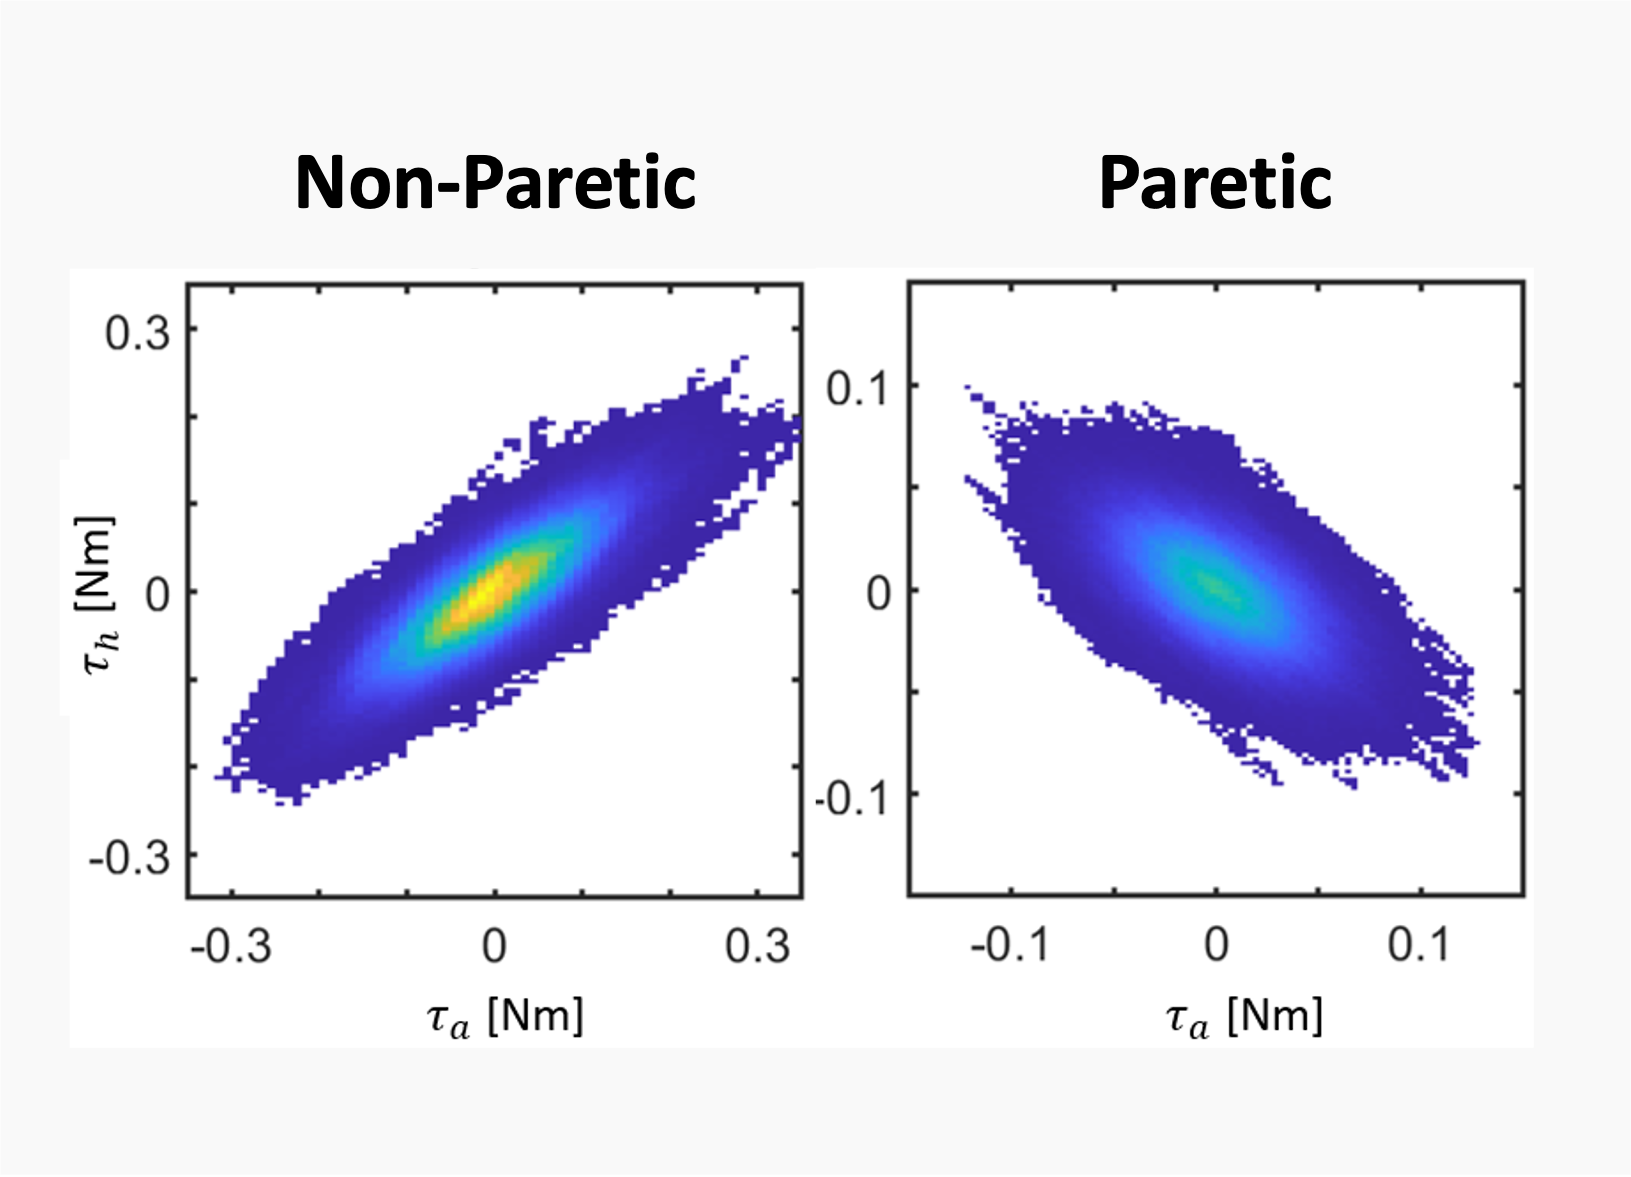 Non-Paretic
Paretic
0.3
0
-0.3
τh [Nm]
-0.3 0 0.3
τa [Nm]
0.1
0
-0.1
-0.1 0 0.1
τa [Nm]